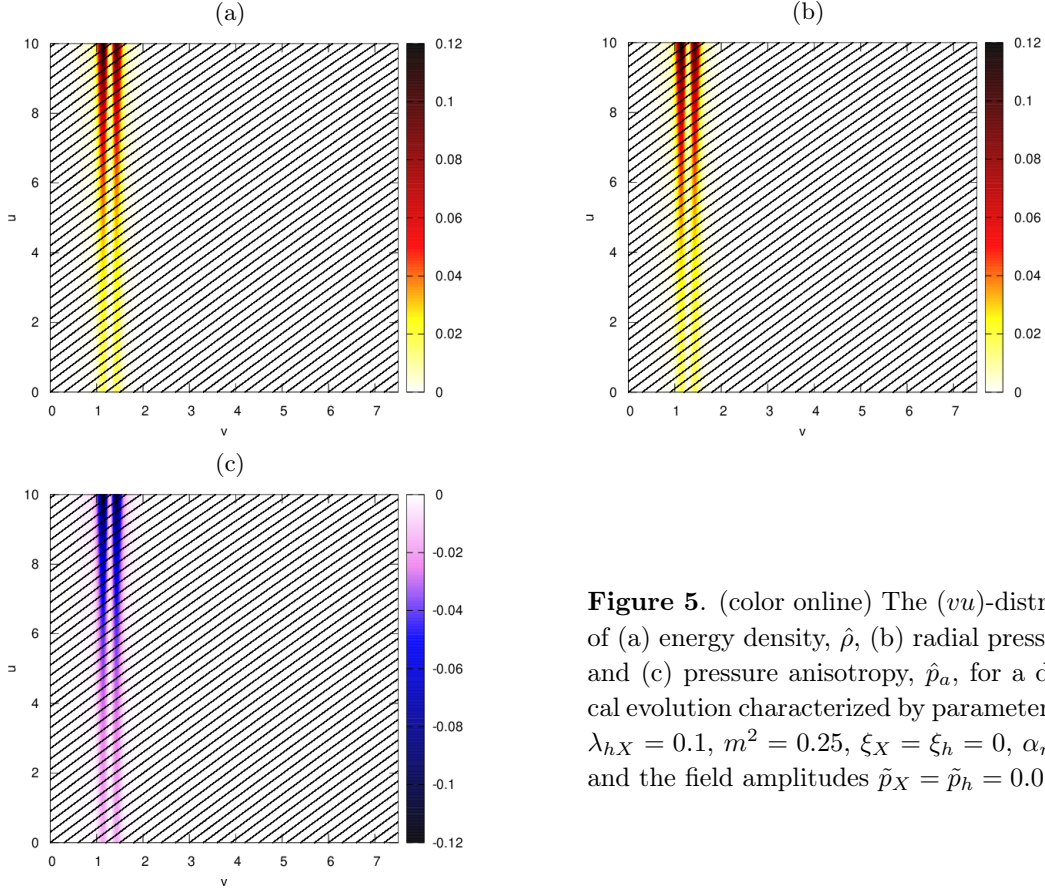 (a)
10
8
6
4
2
0
u
0 1 2 3 4 5 6 7
v
0.12
0.1
0.08
0.06
0.04
0.02
0
(b)
10
8
6
4
2
0
u
0 1 2 3 4 5 6 7
v
0.12
0.1
0.08
0.06
0.04
0.02
0
(c)
10
8
6
4
2
0
u
0 1 2 3 4 5 6 7
v
0
-0.02
-0.04
-0.06
-0.08
-0.1
-0.12
Figure 5. (color online) The (vu)-distr
of (a) energy density, ρ̂, (b) radial press
and (c) pressure anisotropy, p̂ₐ, for a d
cal evolution characterized by parameter
λ_hX = 0.1, m² = 0.25, ξ_X = ξ_h = 0, α
and the field amplitudes p̃_X = p̃_h = 0.0